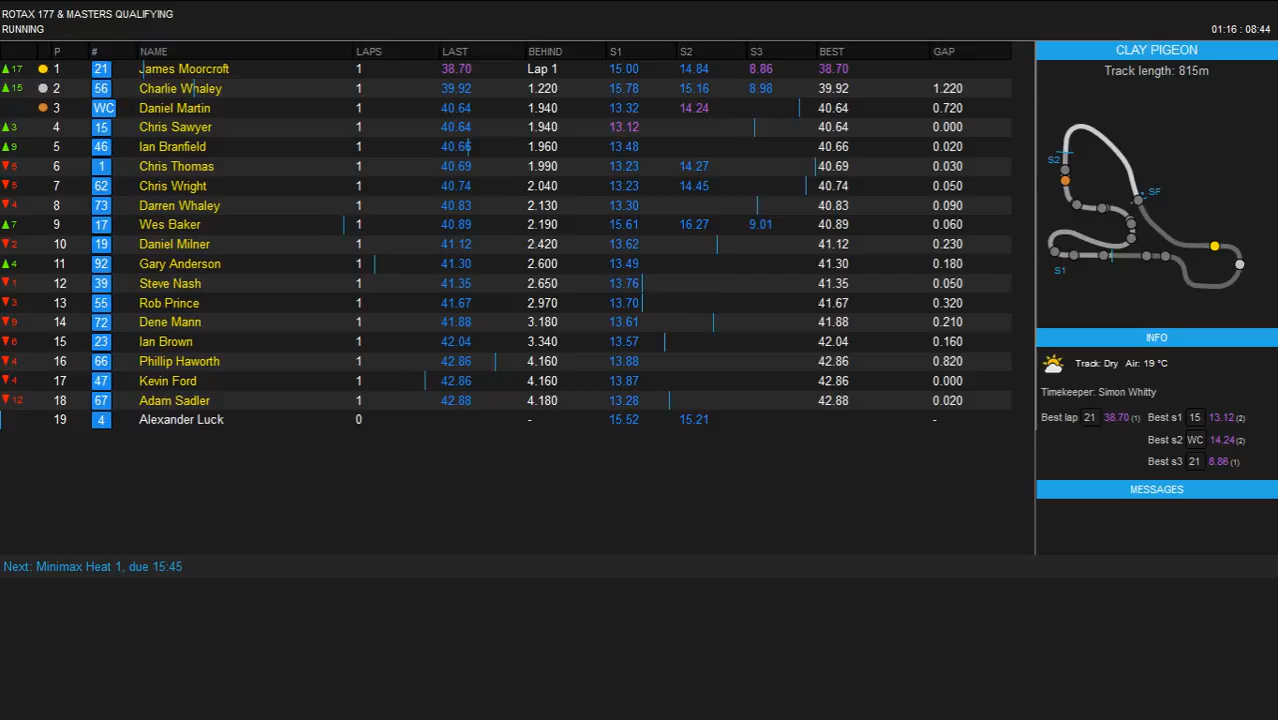 ROTAX 177 & MASTERS QUALIFYING
RUNNING
01:16 : 08:44
P # NAME LAPS LAST BEHIND S1 S2 S3 BEST GAP
17 1 21 James Moorcroft 1 38.70 Lap 1 15.00 14.84 8.86 38.70
15 2 56 Charlie Whaley 1 39.92 1.220 15.78 15.16 8.98 39.92 1.220
3 WC Daniel Martin 1 40.64 1.940 13.32 14.24 40.64 0.720
3 4 15 Chris Sawyer 1 40.64 1.940 13.12 40.64 0.000
9 5 46 Ian Branfield 1 40.66 1.960 13.48 40.66 0.020
5 6 1 Chris Thomas 1 40.69 1.990 13.23 14.27 40.69 0.030
5 7 62 Chris Wright 1 40.74 2.040 13.23 14.45 40.74 0.050
4 8 73 Darren Whaley 1 40.83 2.130 13.30 40.83 0.090
7 9 17 Wes Baker 1 40.89 2.190 15.61 16.27 9.01 40.89 0.060
2 10 19 Daniel Milner 1 41.12 2.420 13.62 41.12 0.230
4 11 92 Gary Anderson 1 41.30 2.600 13.49 41.30 0.180
1 12 39 Steve Nash 1 41.35 2.650 13.76 41.35 0.050
3 13 55 Rob Prince 1 41.67 2.970 13.70 41.67 0.320
9 14 72 Dene Mann 1 41.88 3.180 13.61 41.88 0.210
6 15 23 Ian Brown 1 42.04 3.340 13.57 42.04 0.160
4 16 66 Phillip Haworth 1 42.86 4.160 13.88 42.86 0.820
4 17 47 Kevin Ford 1 42.86 4.160 13.87 42.86 0.000
12 18 67 Adam Sadler 1 42.88 4.180 13.28 42.88 0.020
19 4 Alexander Luck 0 - 15.52 15.21 -
CLAY PIGEON
Track length: 815m
S2
SF
S1
INFO
Track: Dry Air: 19 °C
Timekeeper: Simon Whitty
Best lap 21 38.70 (1) Best s1 15 13.12 (2)
Best s2 WC 14.24 (2)
Best s3 21 8.86 (1)
MESSAGES
Next: Minimax Heat 1, due 15:45